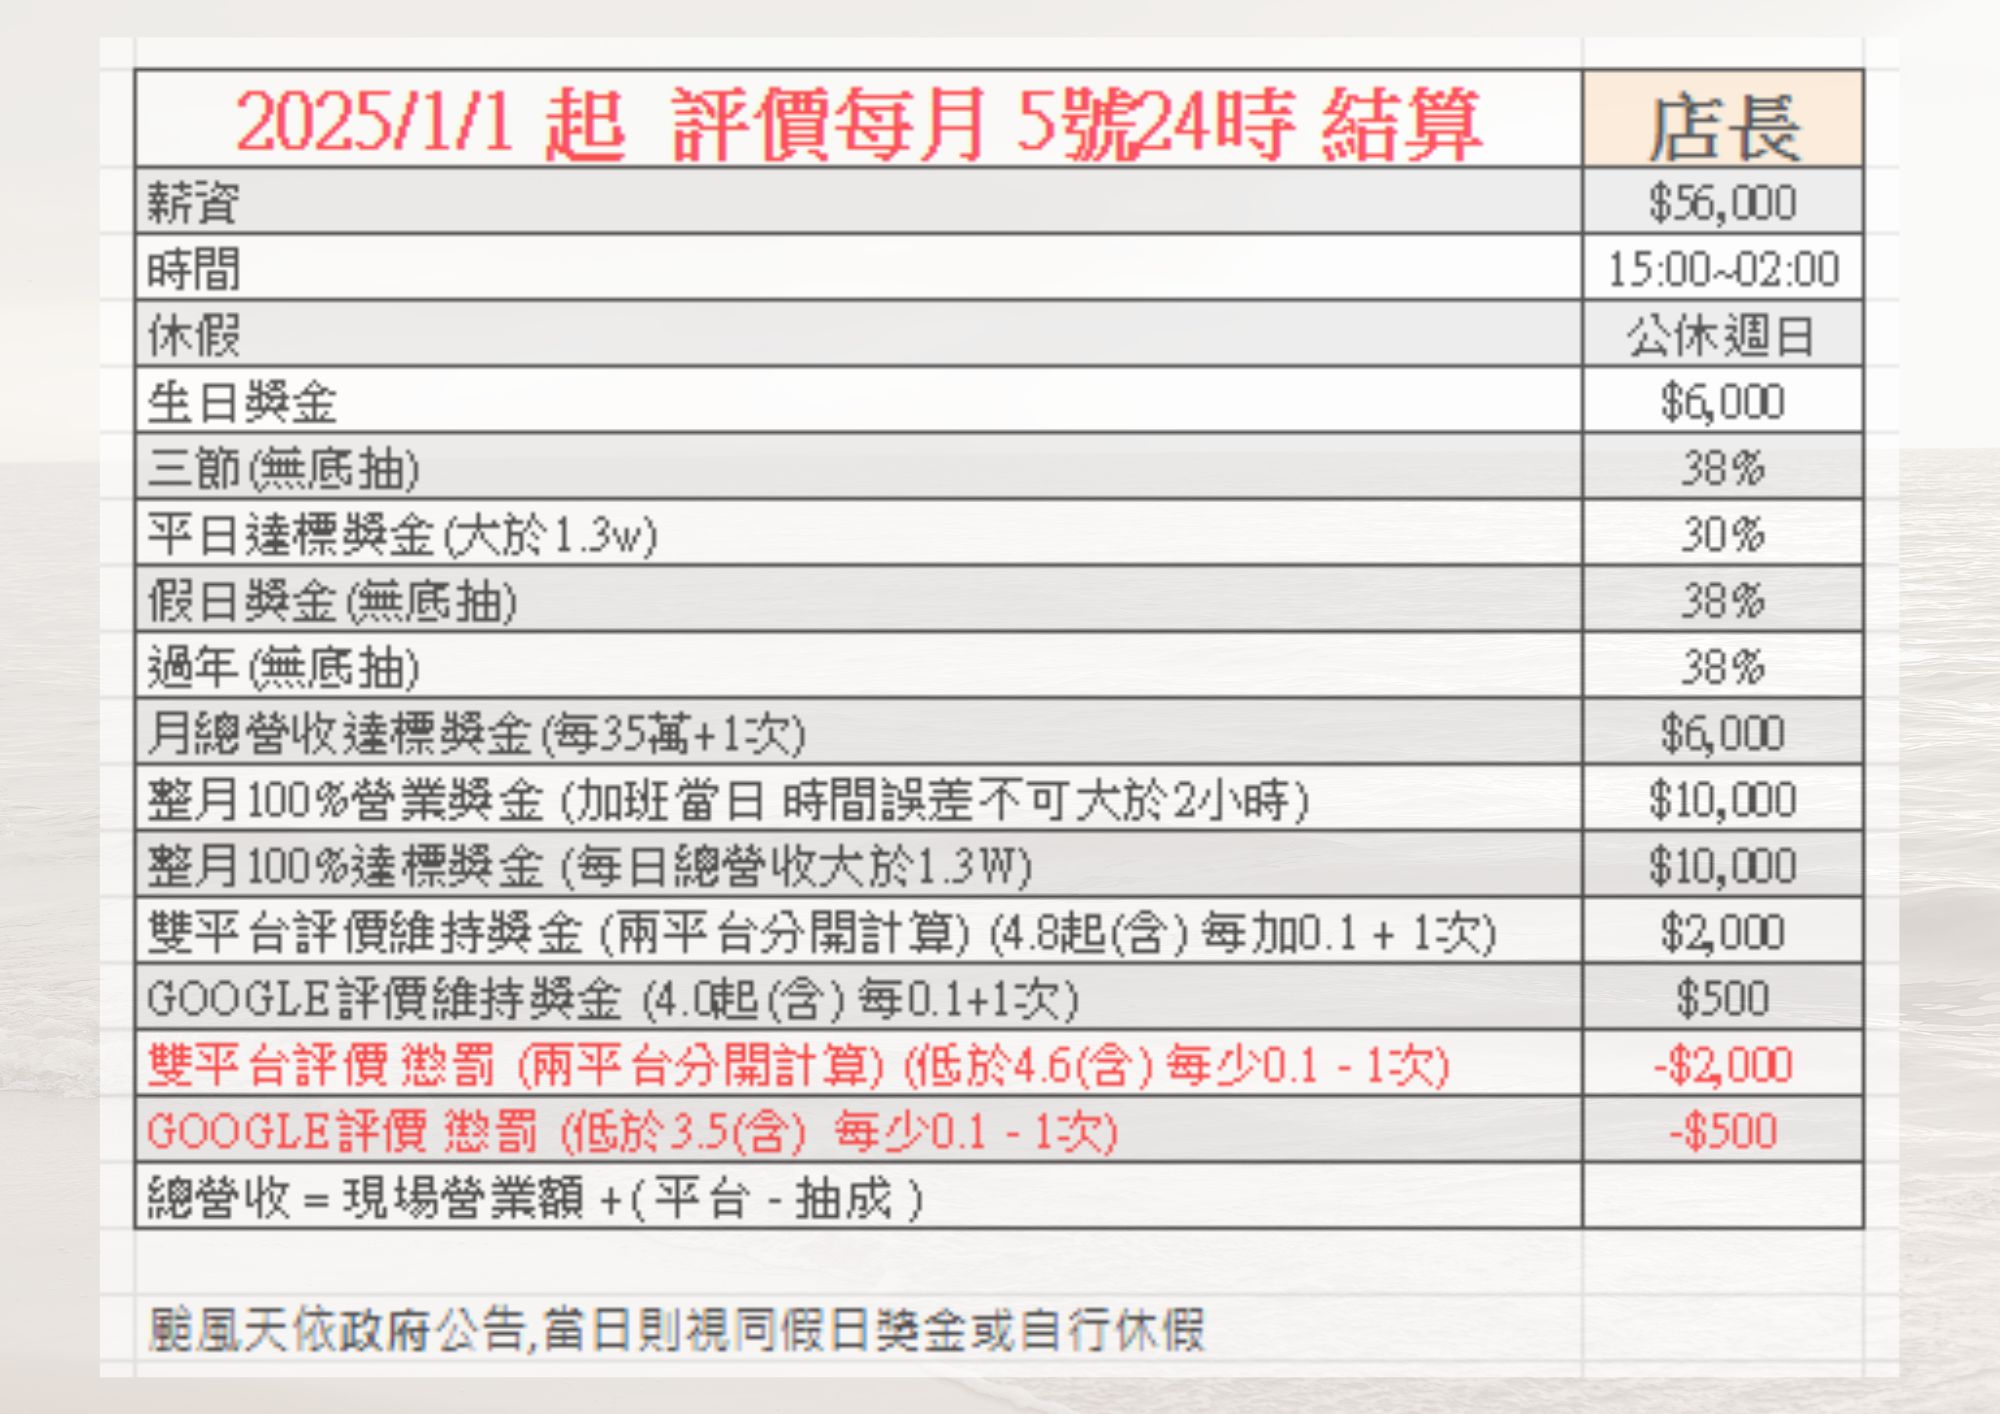 2025/1/1 起 評價每月 5號24時 結算 店長
薪資 $56,000
時間 15:00~02:00
休假 公休週日
生日獎金 $6,000
三節(無底抽) 38%
平日達標獎金(大於1.3w) 30%
假日獎金(無底抽) 38%
過年(無底抽) 38%
月總營收達標獎金(每35萬+1次) $6,000
整月100%營業獎金 (加班當日 時間誤差不可大於2小時) $10,000
整月100%達標獎金 (每日總營收大於1.3W) $10,000
雙平台評價維持獎金 (兩平台分開計算) (4.8起(含) 每加0.1 + 1次) $2,000
GOOGLE評價維持獎金 (4.0起(含) 每0.1+1次) $500
雙平台評價 懲罰 (兩平台分開計算) (低於4.6(含) 每少0.1 - 1次) -$2,000
GOOGLE評價 懲罰 (低於3.5(含) 每少0.1 - 1次) -$500
總營收 = 現場營業額 +( 平台 - 抽成 )
颱風天依政府公告,當日則視同假日獎金或自行休假